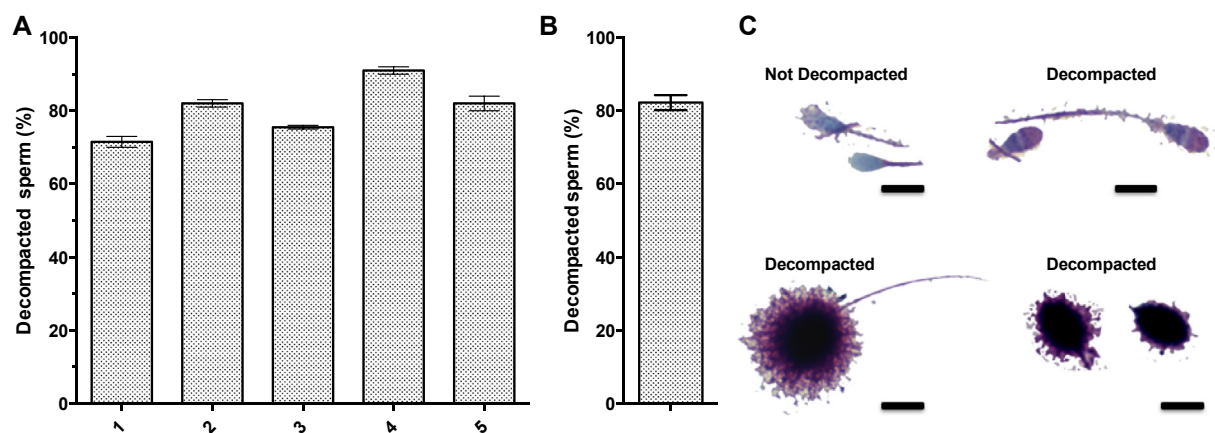 A
Decompacted sperm (%)
100
80
60
40
20
0
1
2
3
4
5
B
Decompacted sperm (%)
100
80
60
40
20
0
C
Not Decompacted
Decompacted
Decompacted
Decompacted